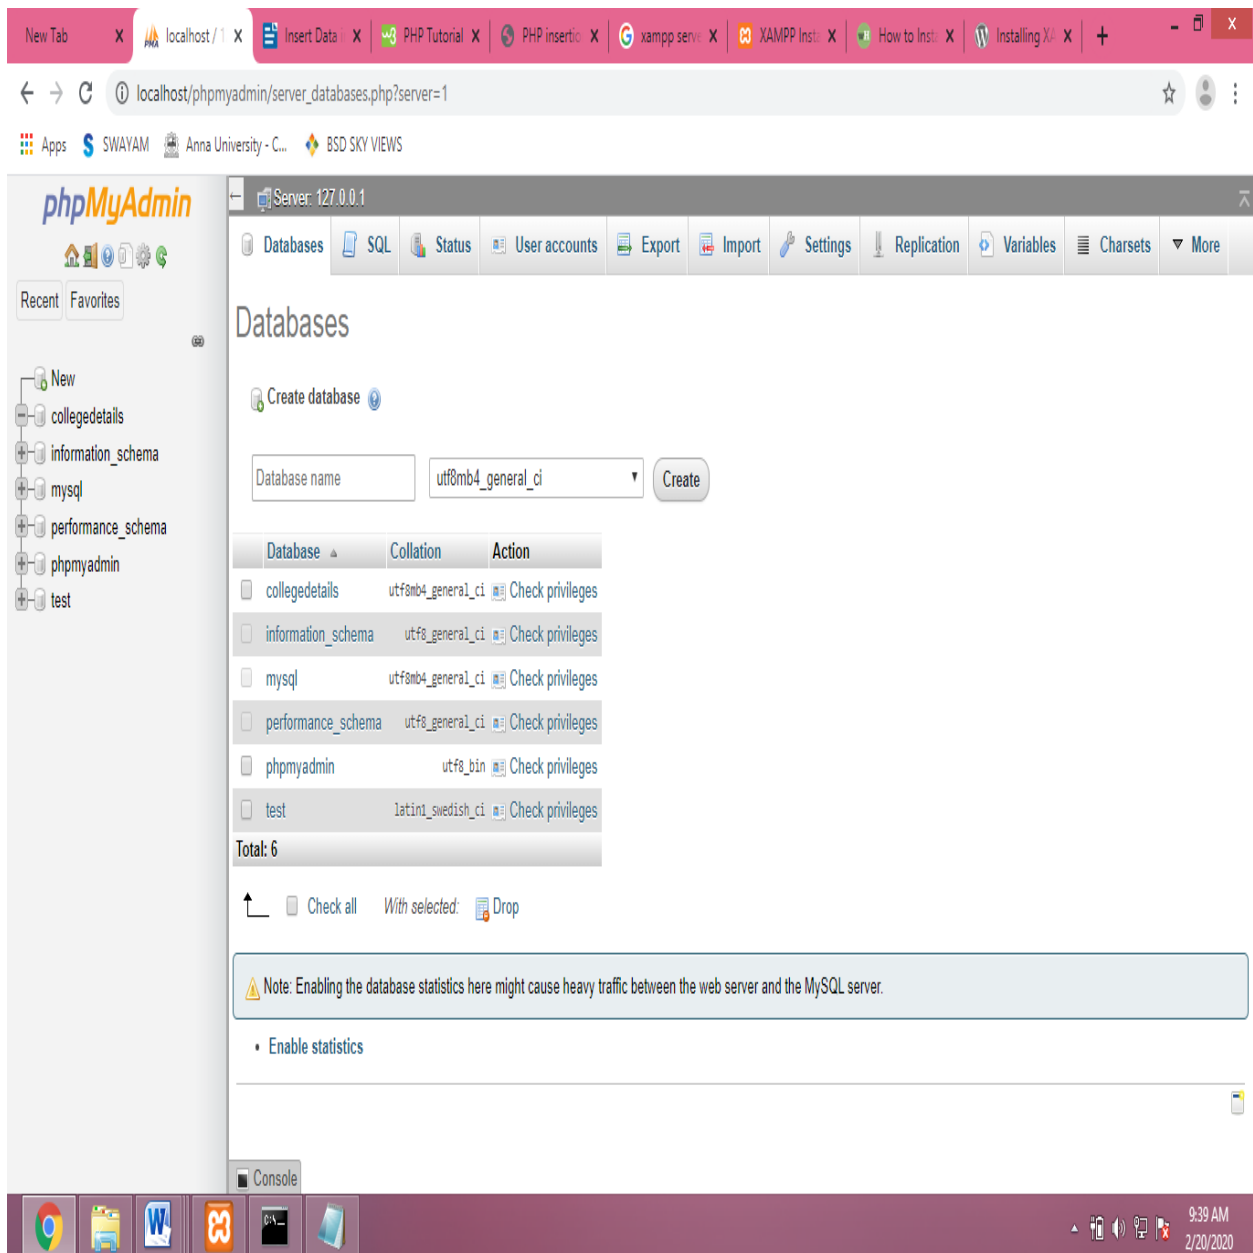 New Tab localhost / 1 Insert Data i PHP Tutorial PHP insertio xampp serve XAMPP Insta How to Insta Installing XA
localhost/phpmyadmin/server_databases.php?server=1
Apps SWAYAM Anna University - C... BSD SKY VIEWS
phpMyAdmin
Recent Favorites
New
collegedetails
information_schema
mysql
performance_schema
phpmyadmin
test
Server: 127.0.0.1
Databases SQL Status User accounts Export Import Settings Replication Variables Charsets More
Databases
Create database
Database name utf8mb4_general_ci Create
Database Collation Action
collegedetails utf8mb4_general_ci Check privileges
information_schema utf8_general_ci Check privileges
mysql utf8mb4_general_ci Check privileges
performance_schema utf8_general_ci Check privileges
phpmyadmin utf8_bin Check privileges
test latin1_swedish_ci Check privileges
Total: 6
Check all With selected: Drop
Note: Enabling the database statistics here might cause heavy traffic between the web server and the MySQL server.
• Enable statistics
Console
9:39 AM
2/20/2020